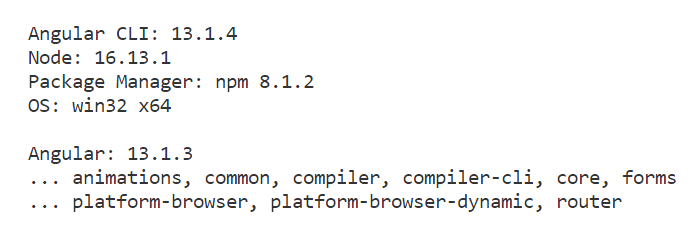 Angular CLI: 13.1.4
Node: 16.13.1
Package Manager: npm 8.1.2
OS: win32 x64

Angular: 13.1.3
... animations, common, compiler, compiler-cli, core, forms
... platform-browser, platform-browser-dynamic, router